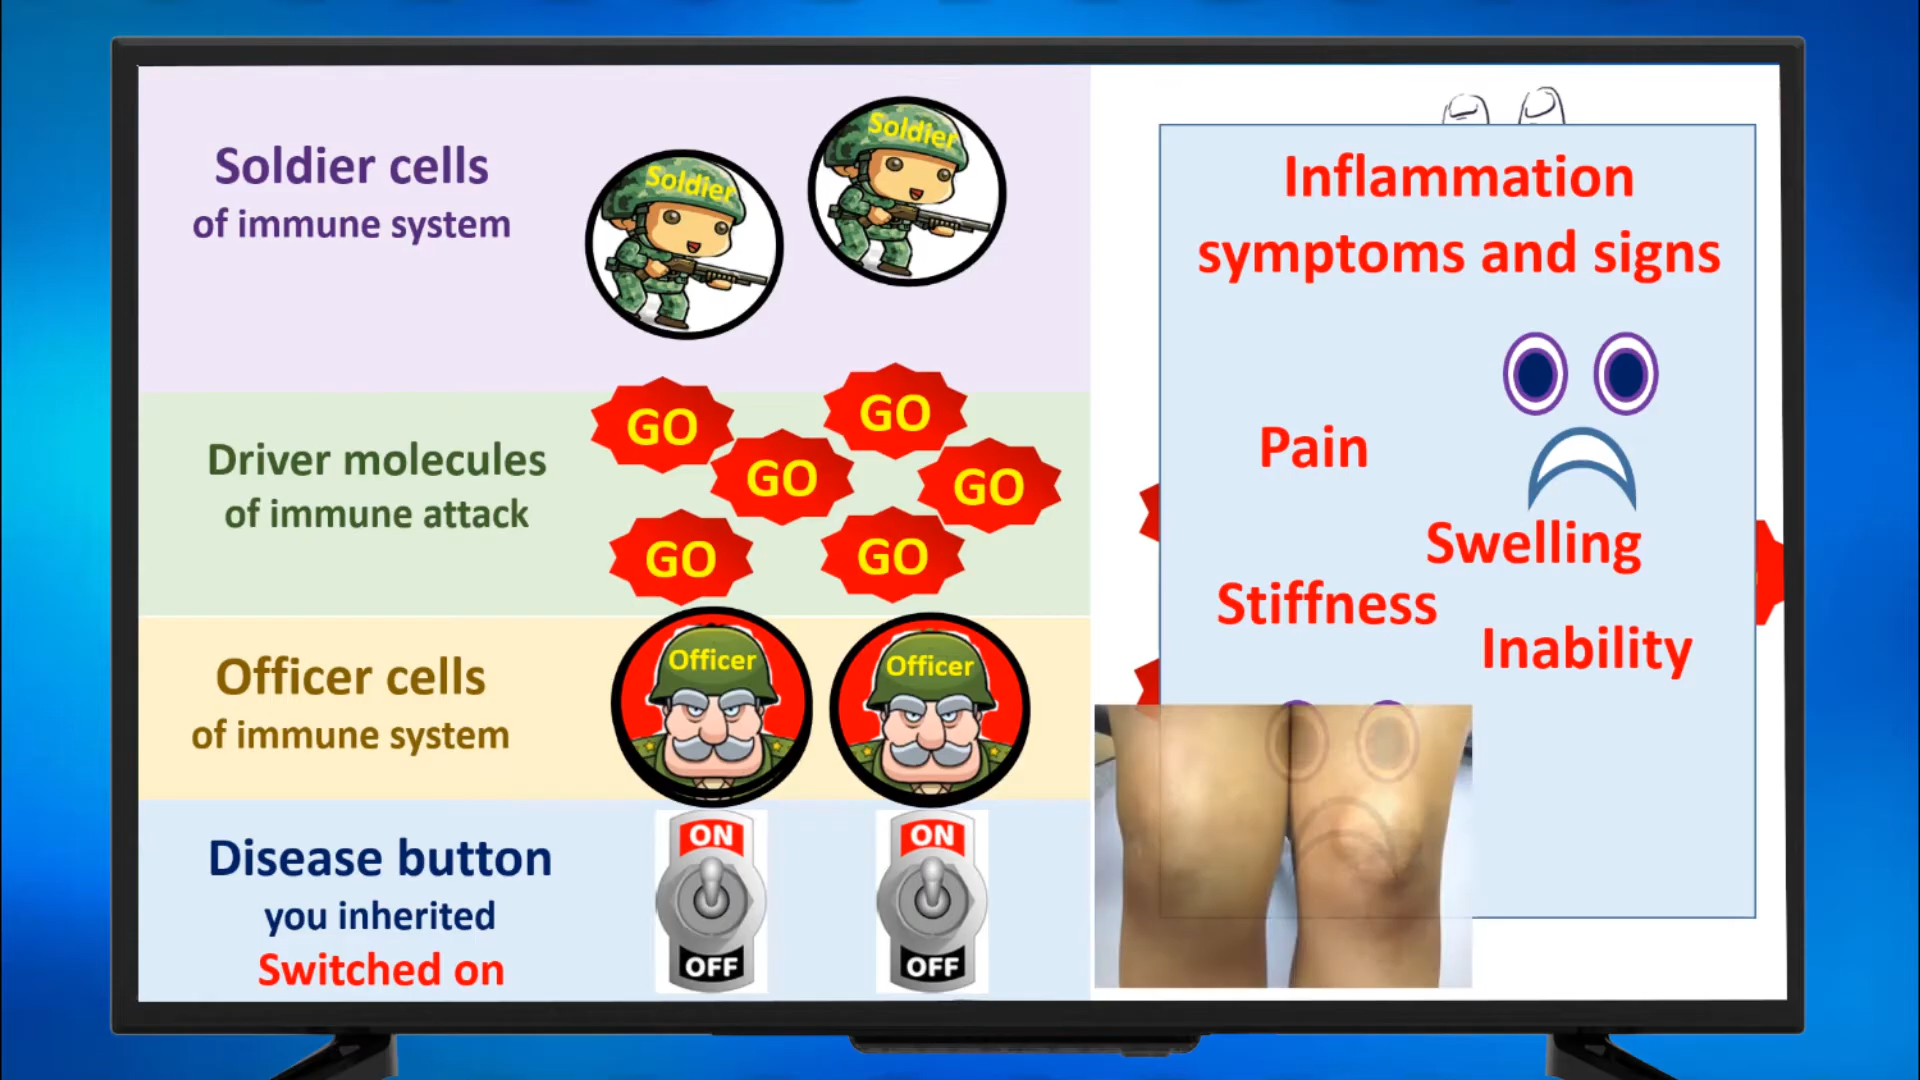 Soldier cells
of immune system
Soldier
Soldier
Driver molecules
of immune attack
GO
GO
GO
GO
GO
GO
Officer cells
of immune system
Officer
Officer
Disease button
you inherited
Switched on
ON
OFF
ON
OFF
Inflammation
symptoms and signs
Pain
Swelling
Stiffness
Inability